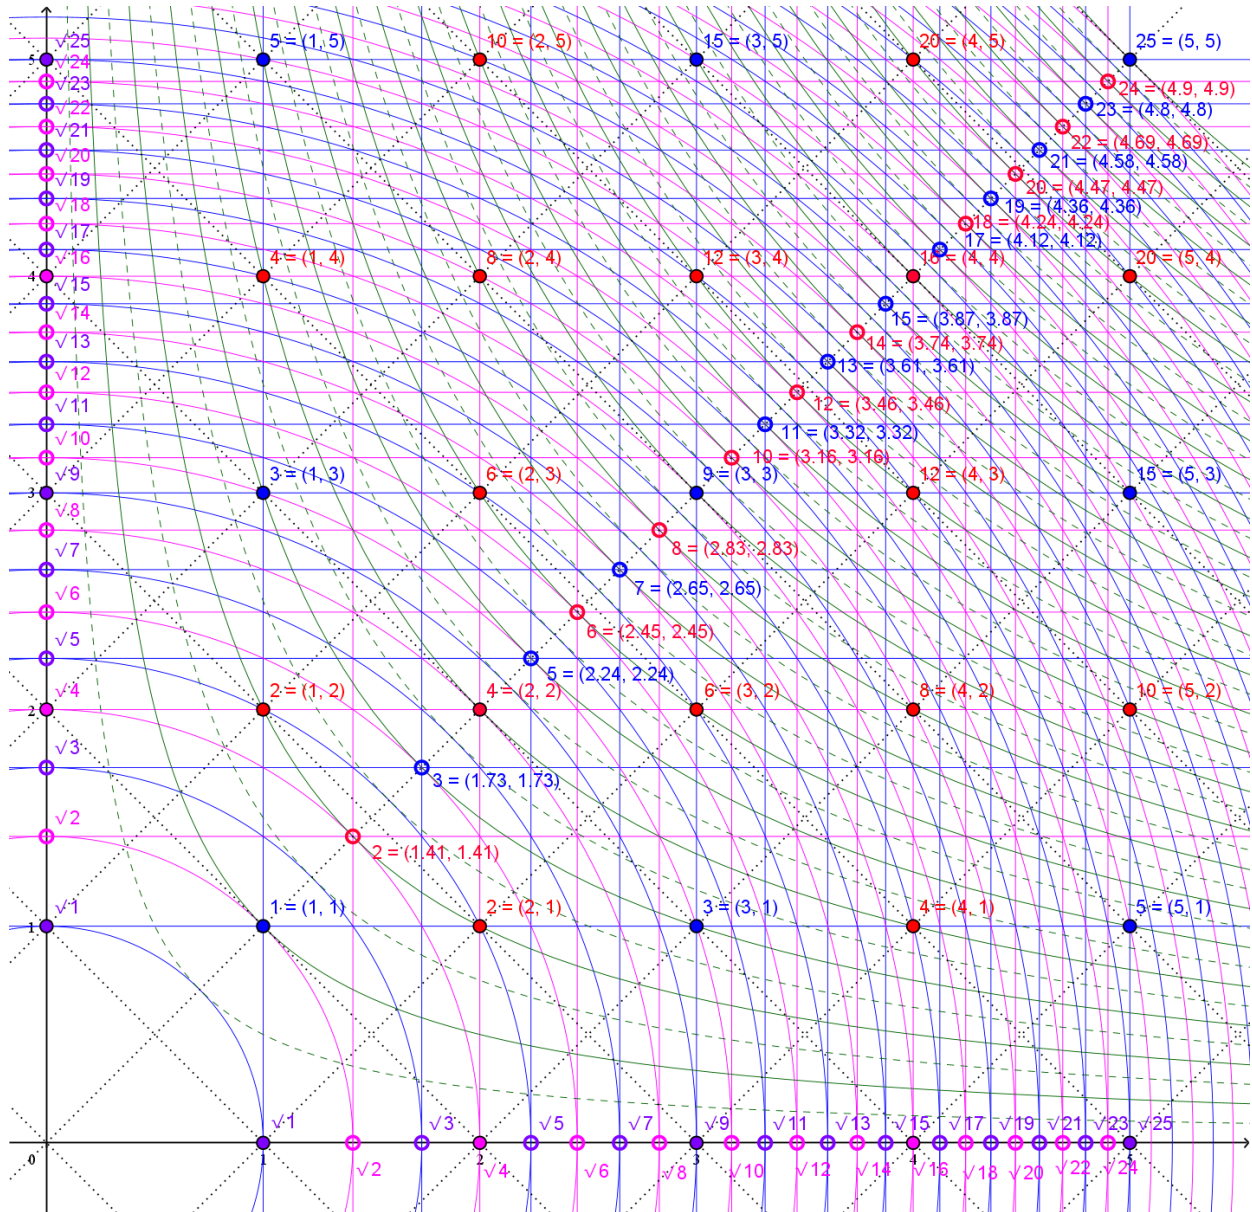 √25
5 = (1, 5)
10 = (2, 5)
15 = (3, 5)
20 = (4, 5)
25 = (5, 5)
5
√24
√23
24 = (4.9, 4.9)
√22
23 = (4.8, 4.8)
√21
22 = (4.69, 4.69)
√20
21 = (4.58, 4.58)
√19
20 = (4.47, 4.47)
√18
19 = (4.36, 4.36)
√17
18 = (4.24, 4.24)
17 = (4.12, 4.12)
√16
4 = (1, 4)
8 = (2, 4)
12 = (3, 4)
16 = (4, 4)
20 = (5, 4)
4
√15
√14
15 = (3.87, 3.87)
√13
14 = (3.74, 3.74)
√12
13 = (3.61, 3.61)
√11
12 = (3.46, 3.46)
√10
11 = (3.32, 3.32)
10 = (3.16, 3.16)
√9
3 = (1, 3)
6 = (2, 3)
9 = (3, 3)
12 = (4, 3)
15 = (5, 3)
3
√8
√7
8 = (2.83, 2.83)
√6
7 = (2.65, 2.65)
√5
6 = (2.45, 2.45)
5 = (2.24, 2.24)
√4
2 = (1, 2)
4 = (2, 2)
6 = (3, 2)
8 = (4, 2)
10 = (5, 2)
2
√3
3 = (1.73, 1.73)
√2
2 = (1.41, 1.41)
√1
1 = (1, 1)
2 = (2, 1)
3 = (3, 1)
4 = (4, 1)
5 = (5, 1)
1
√1
√3
√5
√7
√9
√11
√13
√15
√17
√19
√21
√23
√25
0
1
2
3
4
5
√2
√4
√6
√8
√10
√12
√14
√16
√18
√20
√22
√24